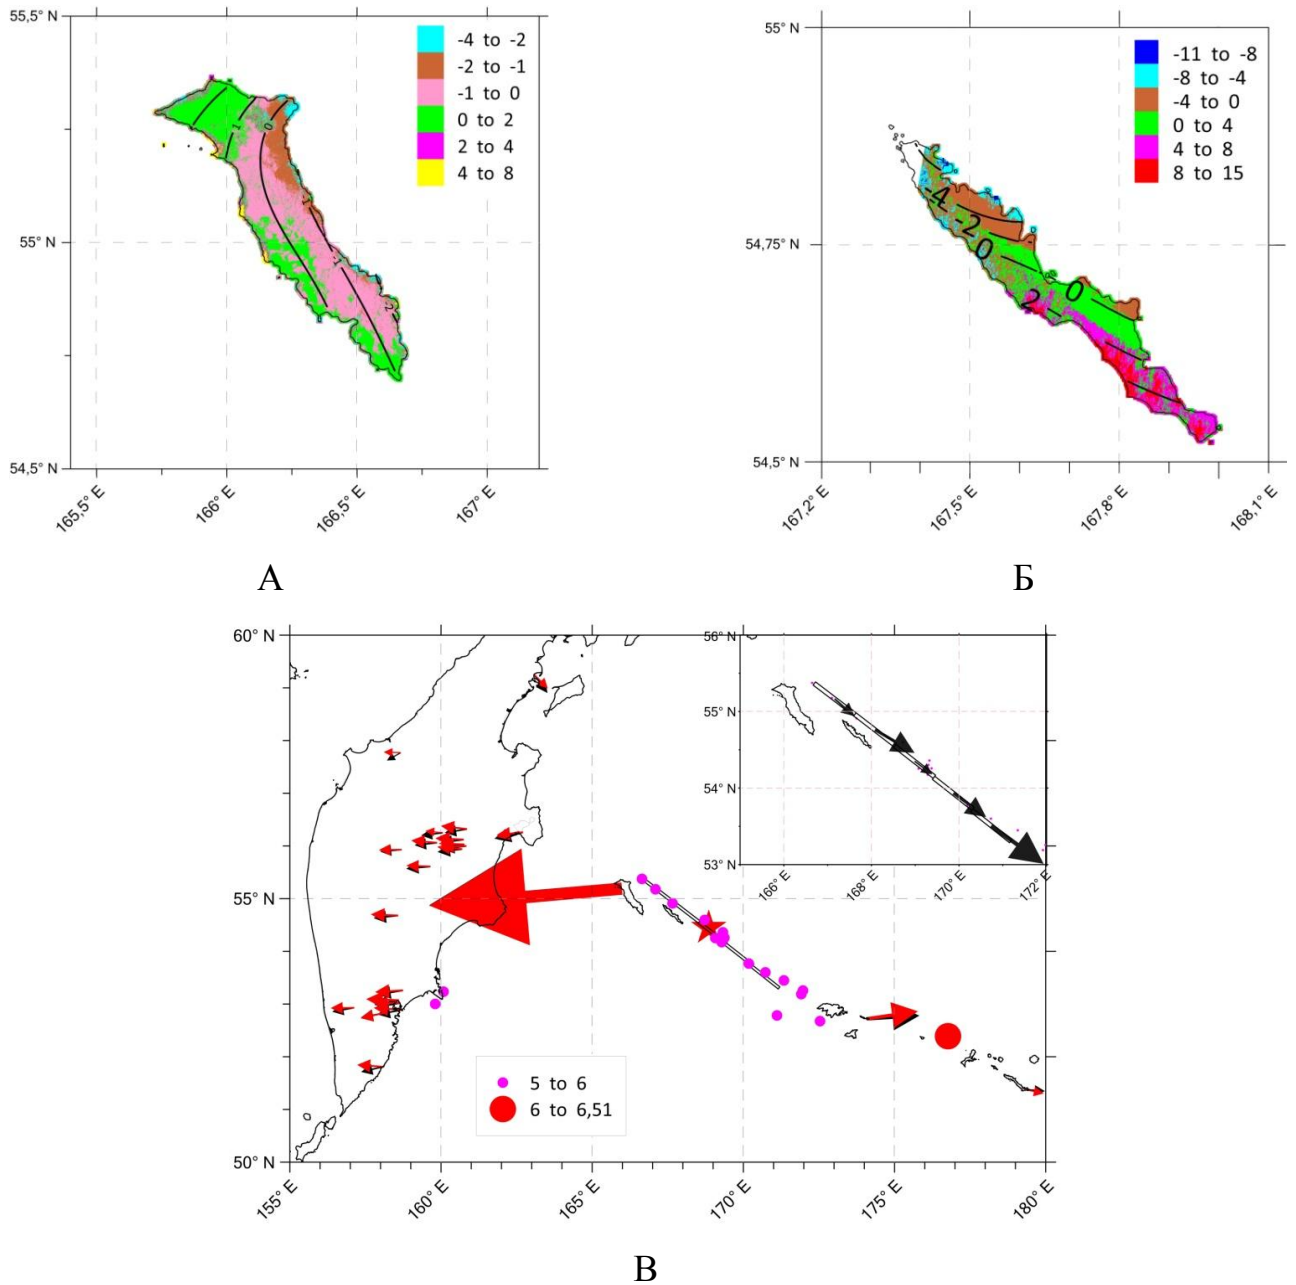 55,5° N
55° N
54,5° N
165,5° E
166° E
166,5° E
167° E
-4 to -2
-2 to -1
-1 to 0
0 to 2
2 to 4
4 to 8
1
0
-1
А
55° N
54,75° N
54,5° N
167,2° E
167,5° E
167,8° E
168,1° E
-11 to -8
-8 to -4
-4 to 0
0 to 4
4 to 8
8 to 15
-4
-2
0
2
0
Б
60° N
55° N
50° N
155° E
160° E
165° E
170° E
175° E
180° E
5 to 6
6 to 6,51
56° N
55° N
54° N
53° N
166° E
168° E
170° E
172° E
В